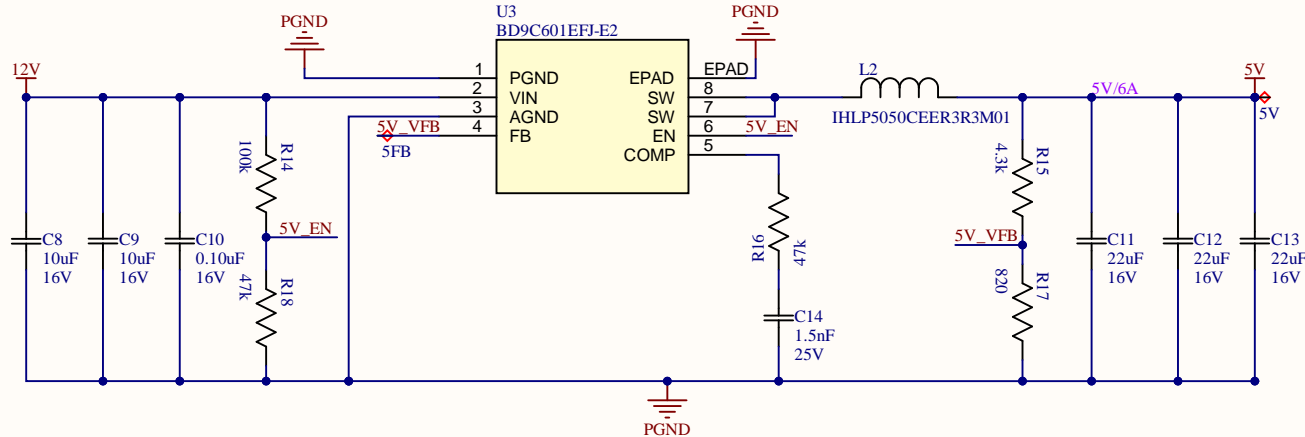 U3
BD9C601EFJ-E2
PGND
PGND
12V
1 PGND
2 VIN
3 AGND
4 FB
EPAD EPAD
SW 8
SW 7
EN 6
COMP 5
5V_VFB
5FB
5V_EN
L2
IHLP5050CEER3R3M01
5V/6A
5V
5V
R14
100k
5V_EN
R18
47k
C8
10uF
16V
C9
10uF
16V
C10
0.10uF
16V
R16
47k
C14
1.5nF
25V
R15
4.3k
5V_VFB
R17
820
C11
22uF
16V
C12
22uF
16V
C13
22uF
16V
PGND